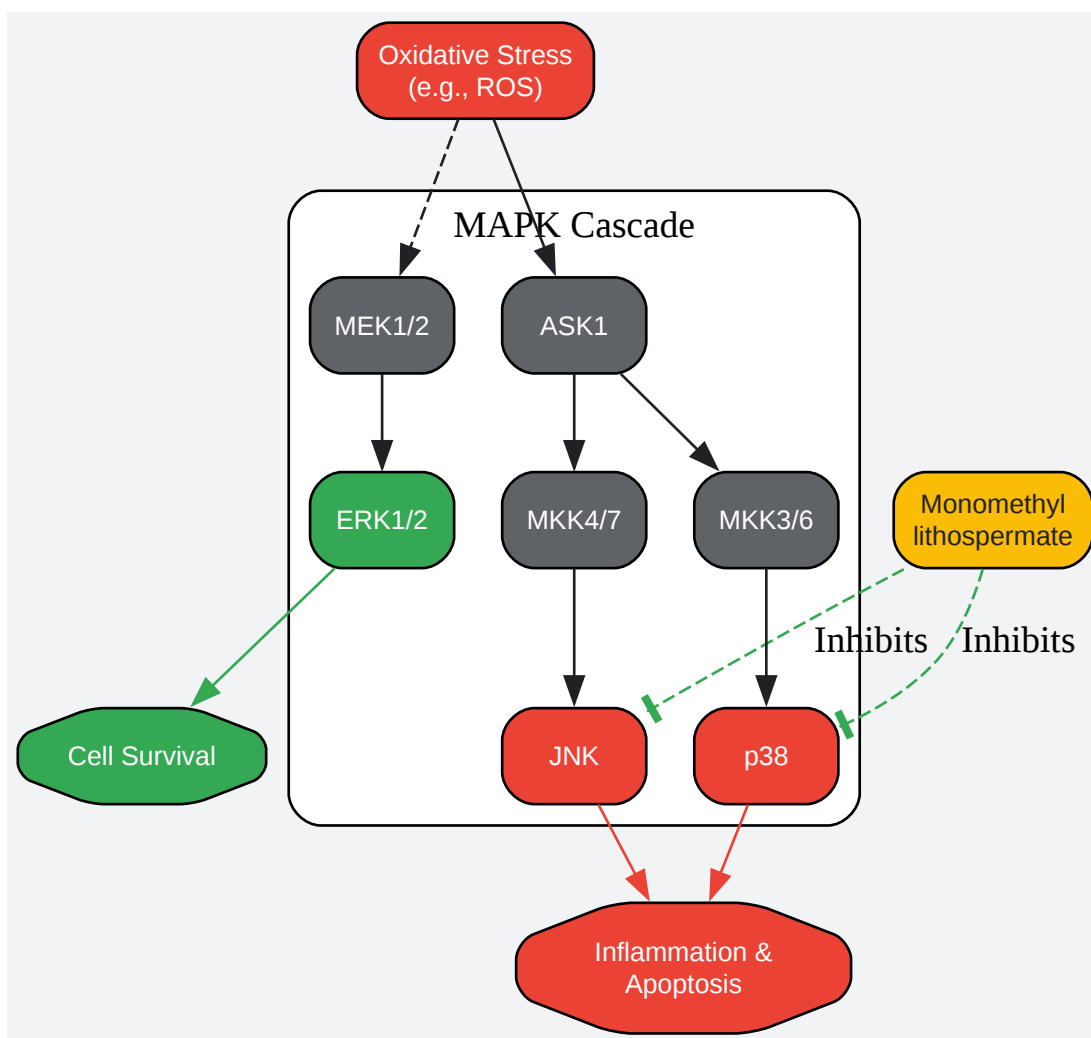 Oxidative Stress
(e.g., ROS)
MAPK Cascade
MEK1/2
ASK1
ERK1/2
MKK4/7
MKK3/6
Monomethyl
lithospermate
Inhibits
Inhibits
Cell Survival
JNK
p38
Inflammation &
Apoptosis